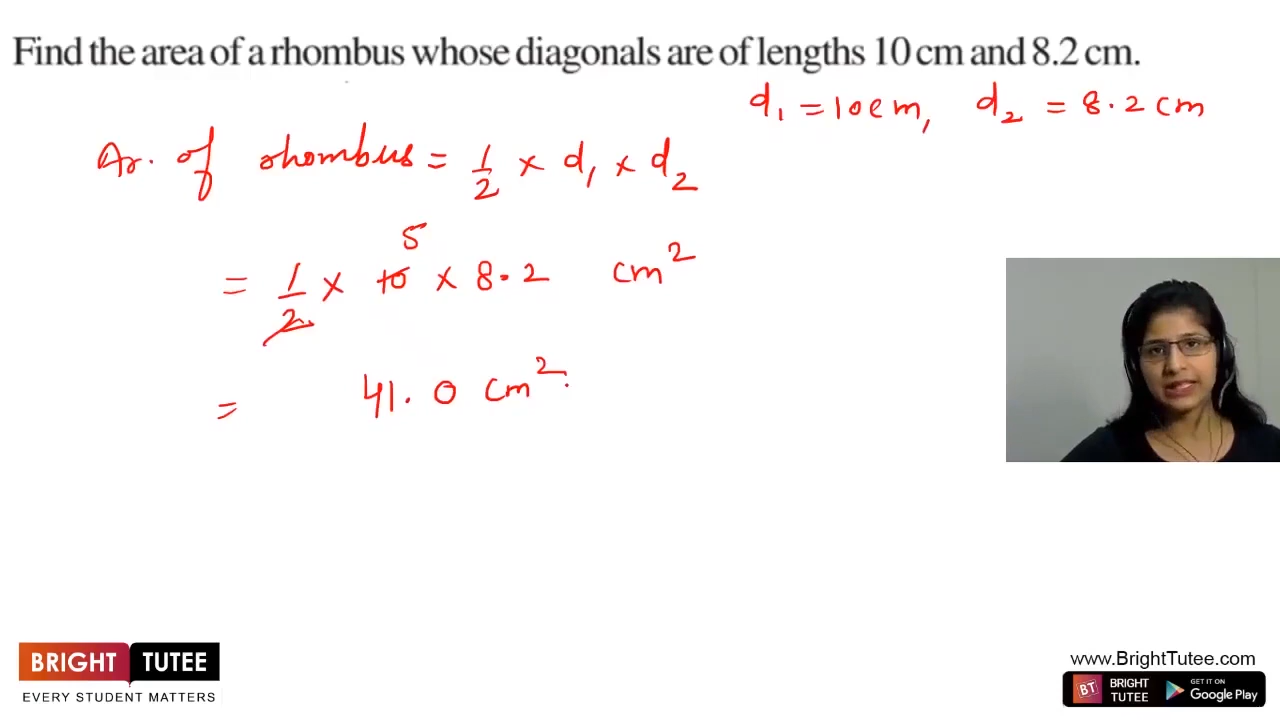 Find the area of a rhombus whose diagonals are of lengths 10 cm and 8.2 cm.
d₁ = 10cm, d₂ = 8.2 cm
Ar. of rhombus = 1/2 × d₁ × d₂
5
= 1/2 × 10 × 8.2 cm²
= 41.0 cm².
BRIGHT TUTEE
EVERY STUDENT MATTERS
www.BrightTutee.com
BT BRIGHT TUTEE GET IT ON Google Play